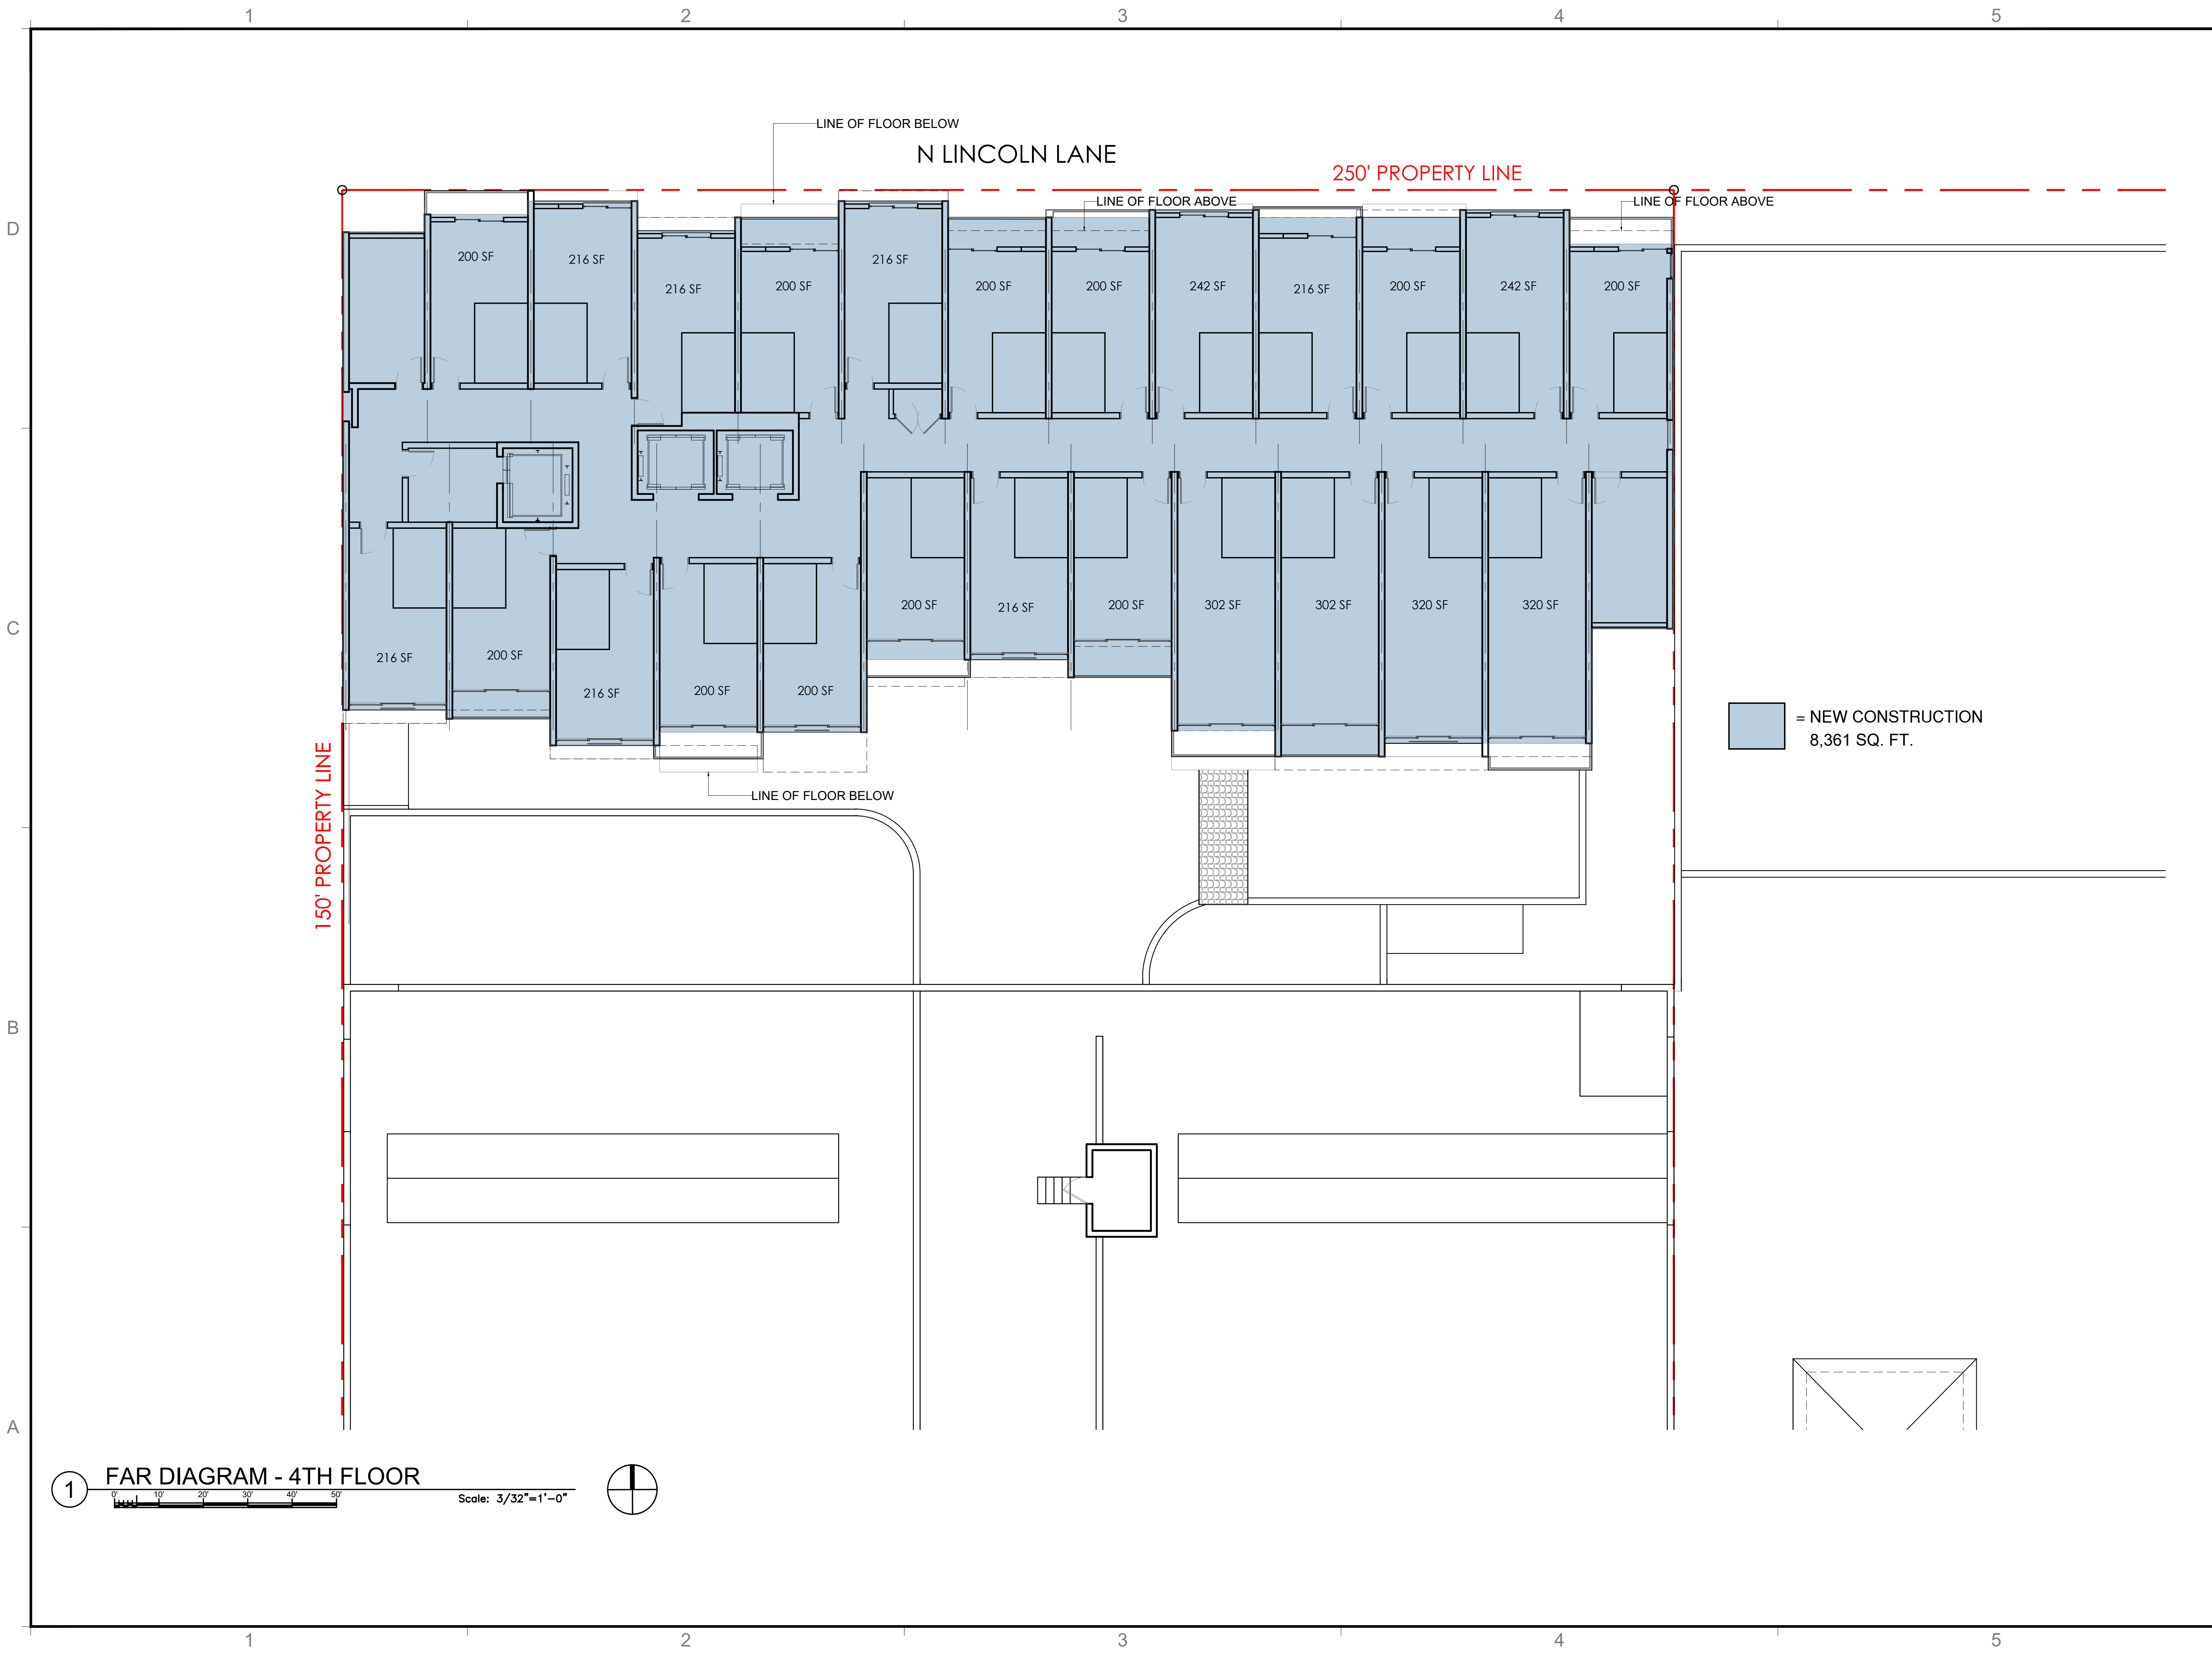 1 2 3 4 5
LINE OF FLOOR BELOW
N LINCOLN LANE
250' PROPERTY LINE
LINE OF FLOOR ABOVE
LINE OF FLOOR ABOVE
D
200 SF
216 SF
216 SF
200 SF
216 SF
200 SF
200 SF
242 SF
216 SF
200 SF
242 SF
200 SF
C
216 SF
200 SF
216 SF
200 SF
200 SF
200 SF
216 SF
200 SF
302 SF
302 SF
320 SF
320 SF
= NEW CONSTRUCTION
8,361 SQ. FT.
LINE OF FLOOR BELOW
150' PROPERTY LINE
B
A
1
FAR DIAGRAM - 4TH FLOOR
0' 10' 20' 30' 40' 50'
Scale: 3/32"=1'-0"
1 2 3 4 5